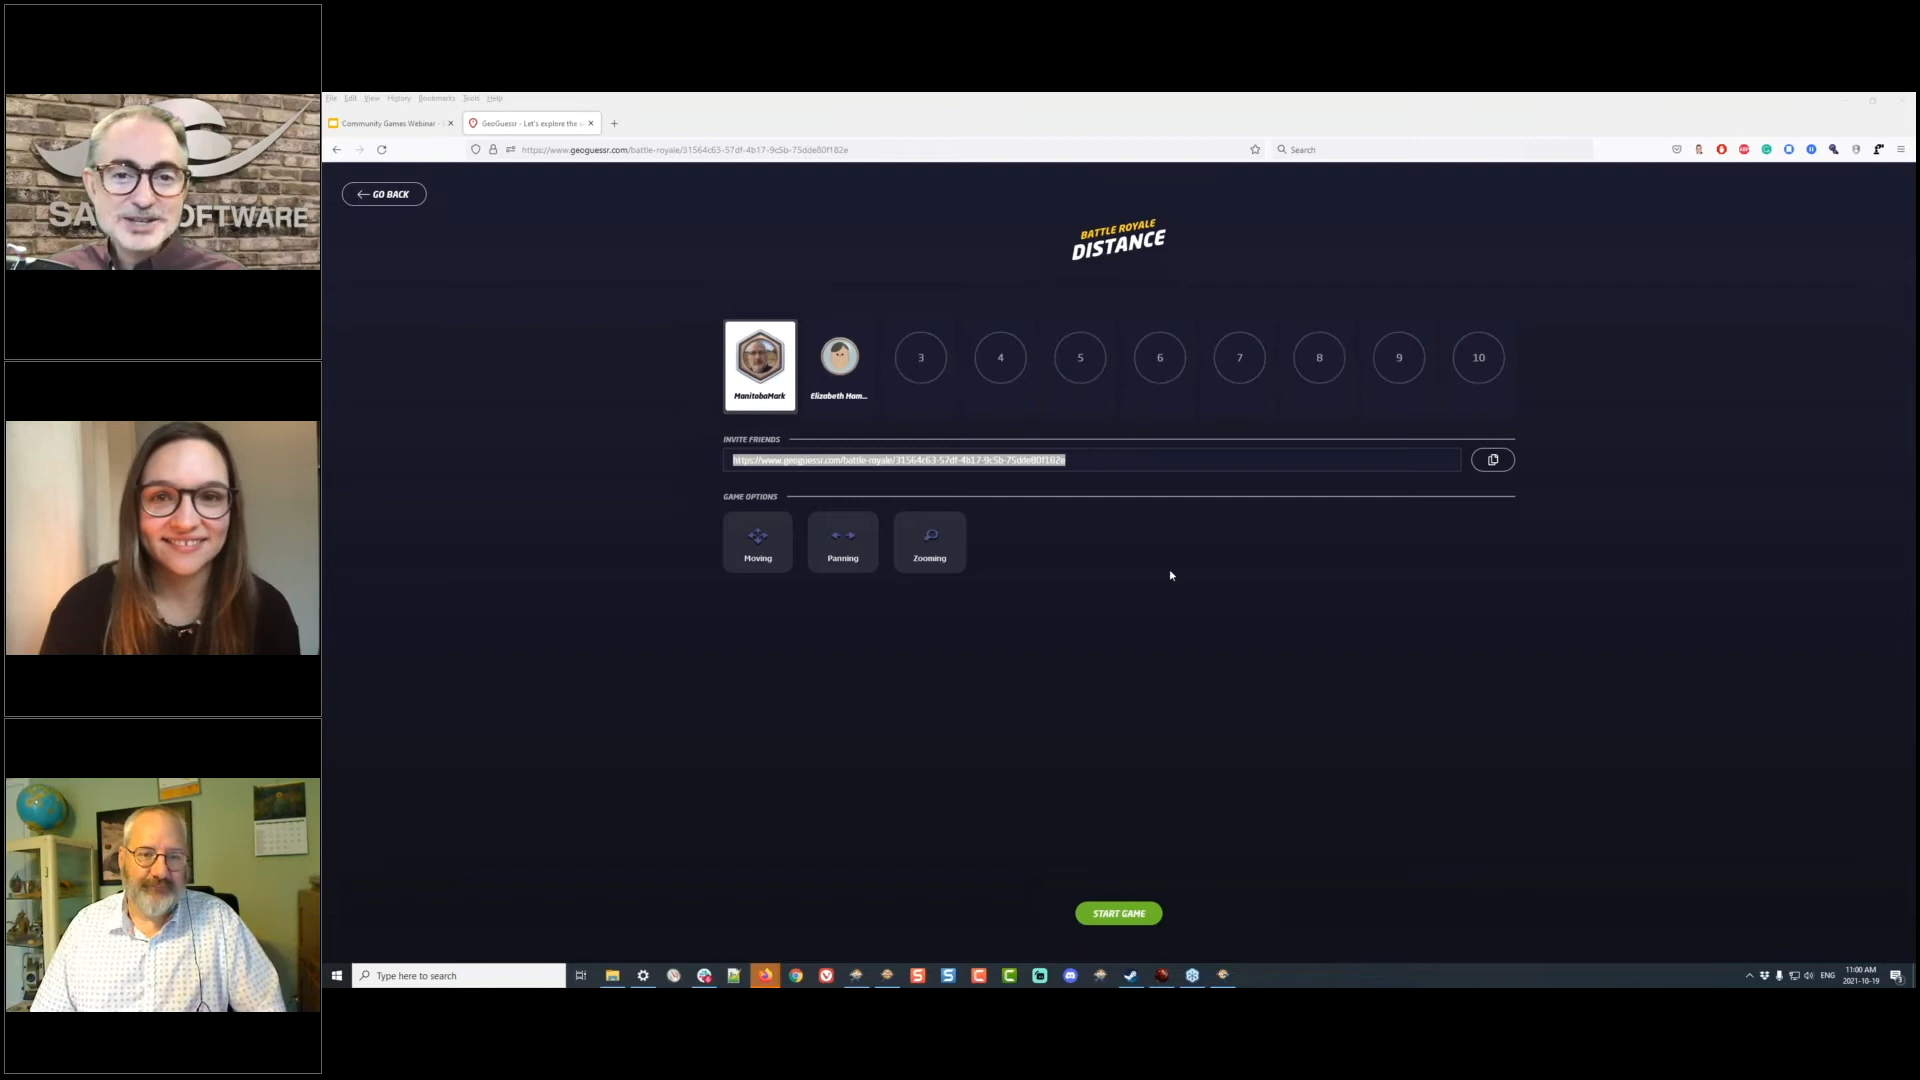 SA
OFTWARE
File Edit View History Bookmarks Tools Help
Community Games Webinar -
GeoGuessr - Let's explore the w
https://www.geoguessr.com/battle-royale/31564c63-57df-4b17-9c5b-75dde80f182e
Search
GO BACK
BATTLE ROYALE
DISTANCE
3 4 5 6 7 8 9 10
ManitobaMark
Elizabeth Ham...
INVITE FRIENDS
https://www.geoguessr.com/battle-royale/31564c63-57df-4b17-9c5b-75dde80f182e
GAME OPTIONS
Moving
Panning
Zooming
START GAME
Type here to search
ENG
11:00 AM
2021-10-19